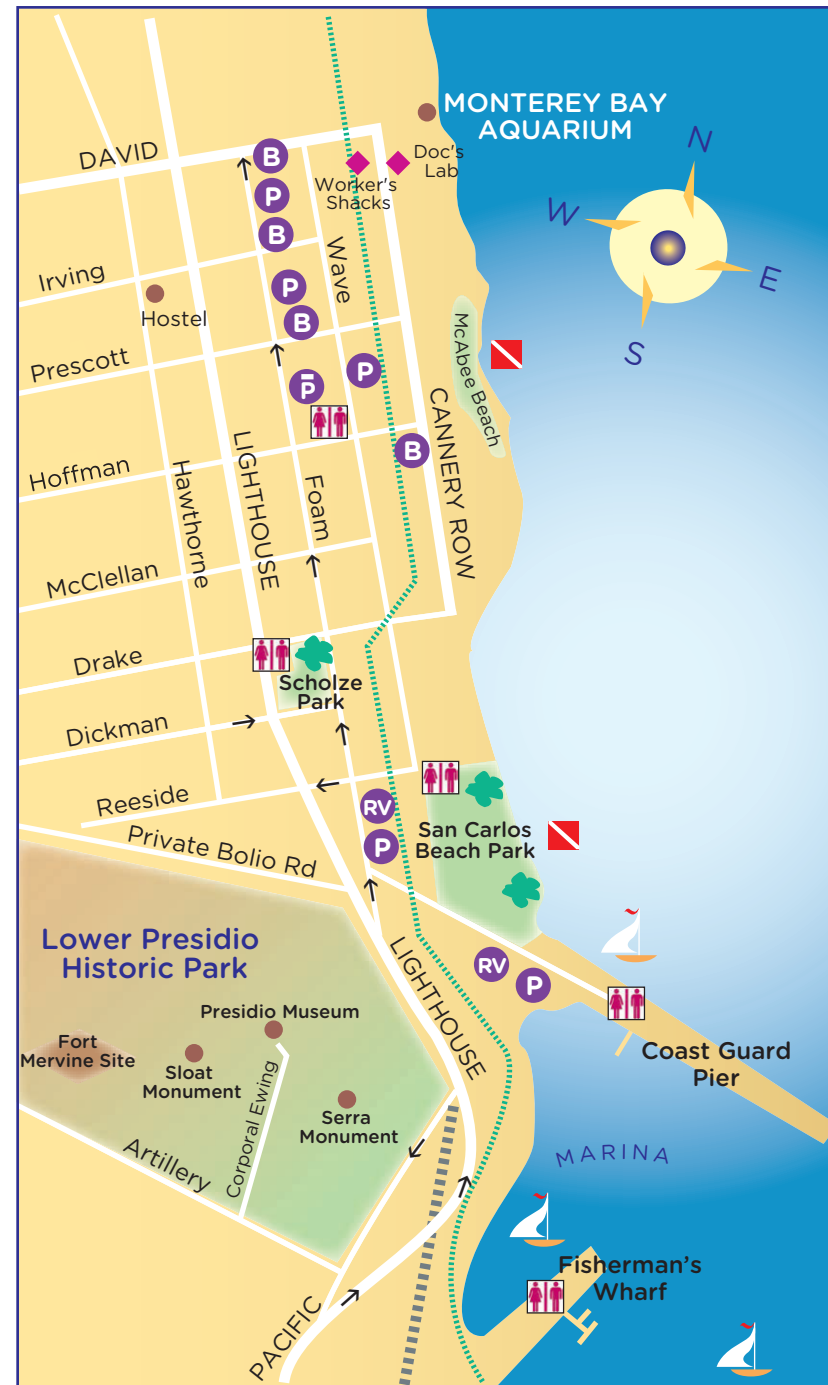 MONTEREY BAY
AQUARIUM
DAVID
B
Doc's
Lab
Worker's
Shacks
P
B
N
W
E
S
Irving
Wave
P
Hostel
B
Prescott
McAbee Beach
P
P
CANNERY ROW
B
Hoffman
LIGHTHOUSE
Hawthorne
Foam
McClellan
Drake
Scholze
Park
Dickman
Reeside
RV
P
San Carlos
Beach Park
Private Bolio Rd
Lower Presidio
Historic Park
LIGHTHOUSE
RV
P
Presidio Museum
Fort
Mervine Site
Sloat
Monument
Corporal Ewing
Serra
Monument
Coast Guard
Pier
Artillery
MARINA
Fisherman's
Wharf
PACIFIC